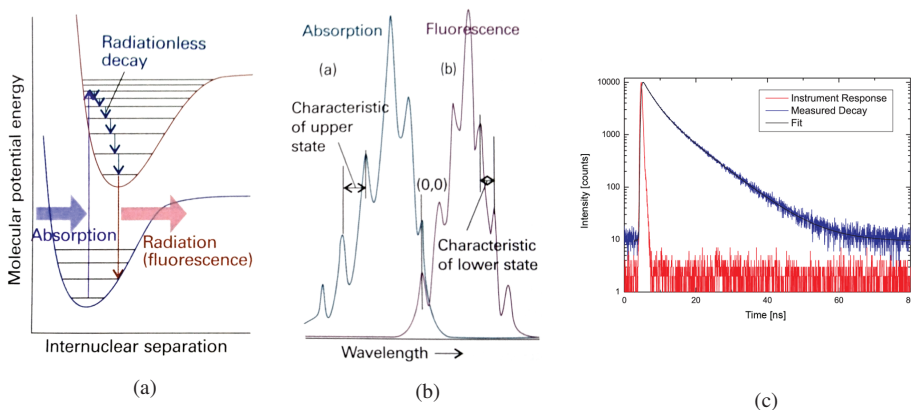 Molecular potential energy
Radiationless
decay
Absorption
Radiation
(fluorescence)
Internuclear separation
(a)
Absorption
Fluorescence
(a)
(b)
Characteristic
of upper
state
(0,0)
Characteristic
of lower state
Wavelength
(b)
Intensity [counts]
10000
1000
100
10
1
Instrument Response
Measured Decay
Fit
0
20
40
60
80
Time [ns]
(c)